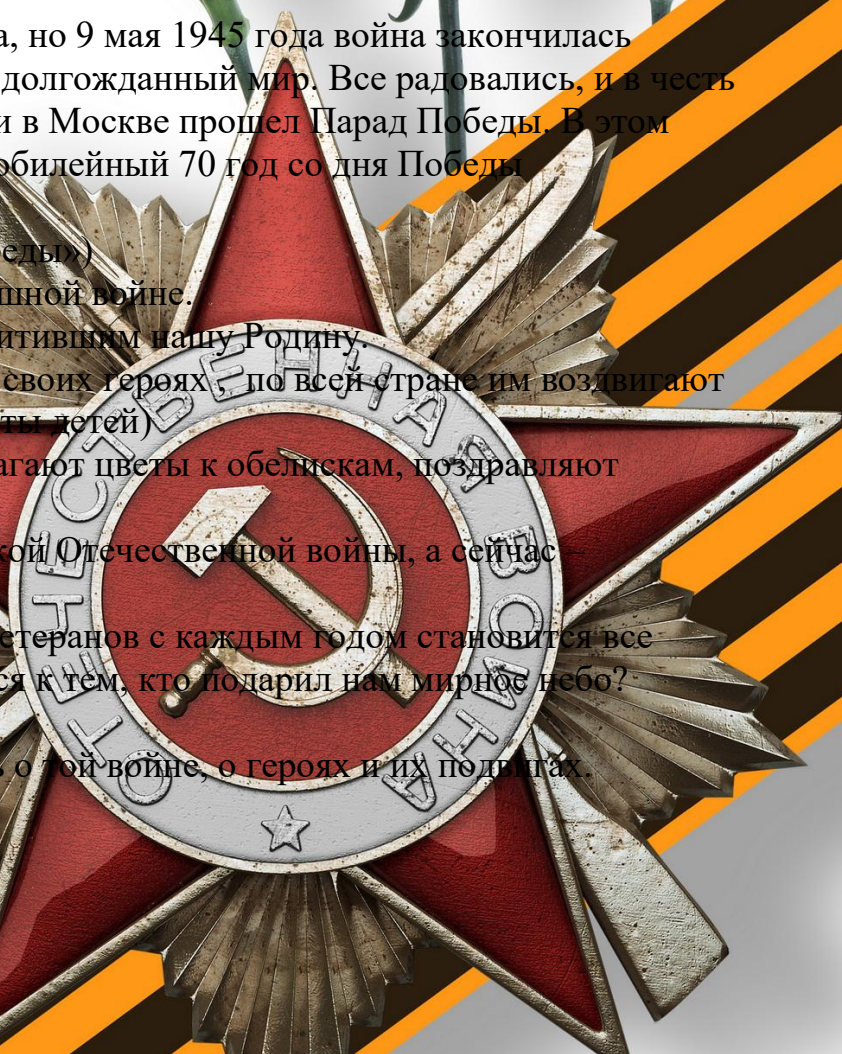 а, но 9 мая 1945 года война закончилась
долгожданный мир. Все радовались, и в честь
и в Москве прошел Парад Победы. В этом
обилейный 70 год со дня Победы
еды»)
шной войне.
итившим нашу Родину.
своих героях , по всей стране им воздвигают
ты детей)
агают цветы к обелискам, поздравляют
кой Отечественной войны, а сейчас –
етеранов с каждым годом становится все
ся к тем, кто подарил нам мирное небо?
ь о той войне, о героях и их подвигах.
ОТЕЧЕСТВЕННАЯ ВОЙНА